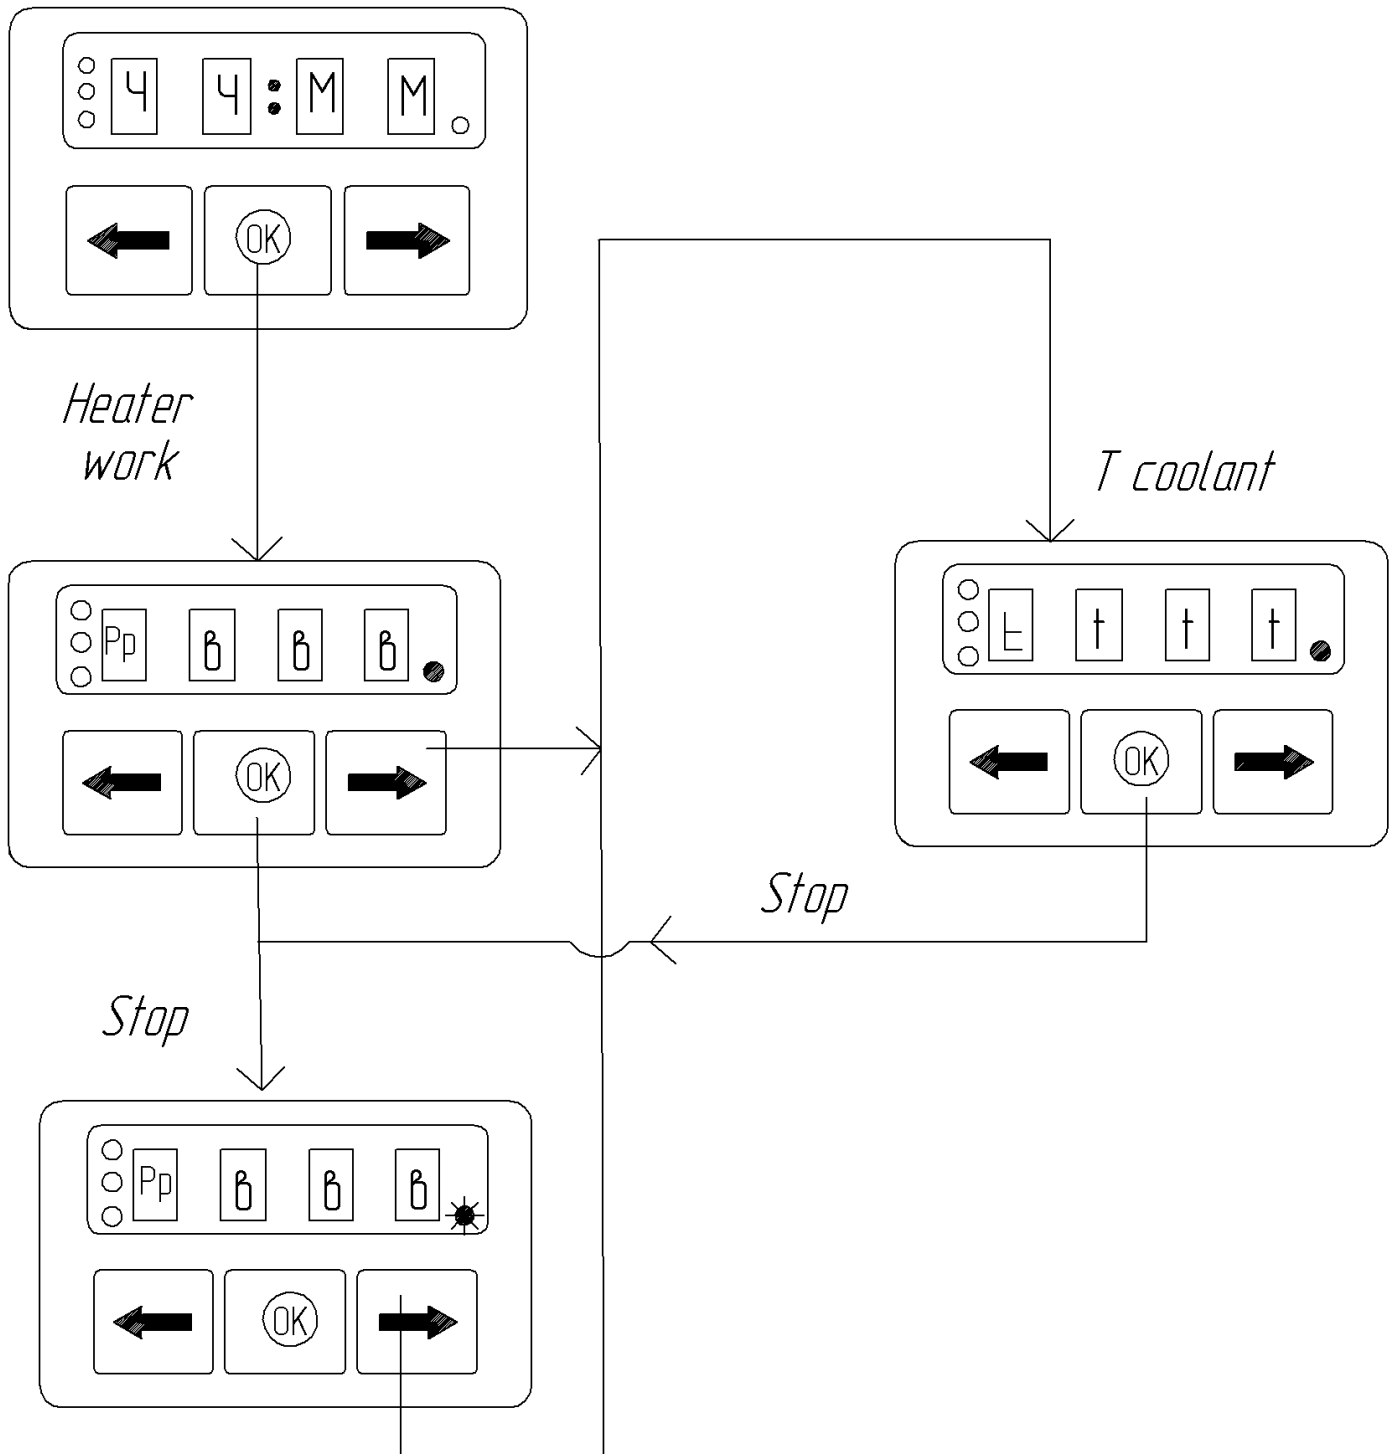 Ч Ч : М М
OK
Heater
work
T coolant
Pp в в в
t t t t
OK
OK
Stop
Stop
Pp в в в
OK